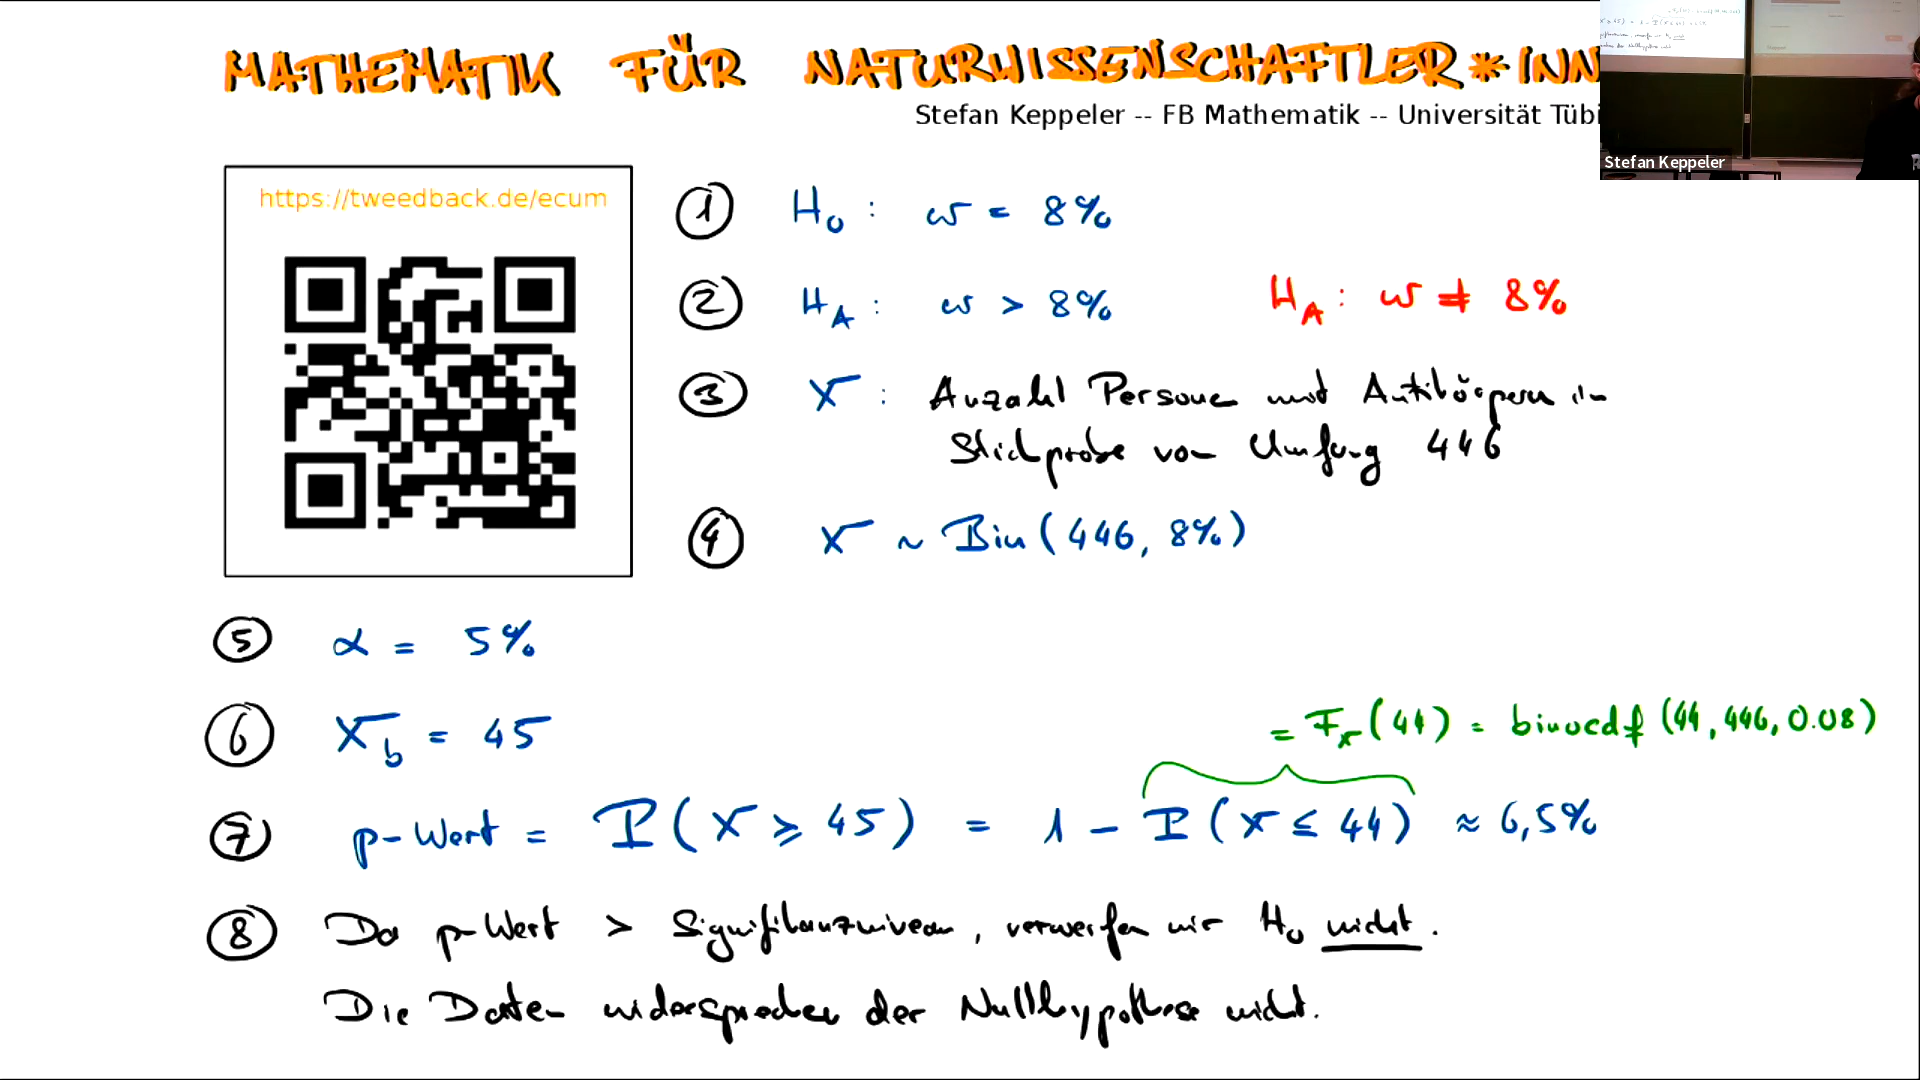 MATHEMATIK FÜR NATURWISSENSCHAFTLER*INN
Stefan Keppeler -- FB Mathematik -- Universität Tübi
Stefan Keppeler
https://tweedback.de/ecum
① H₀ : ω = 8%
② H_A : ω > 8% H_A : ω ≠ 8%
③ X : Anzahl Personen mit Antikörpern in
Stichprobe von Umfang 446
④ X ~ Bin(446, 8%)
⑤ α = 5%
⑥ X_b = 45
= F_X(44) = binocdf(44, 446, 0.08)
⑦ p-Wert = P(X ≥ 45) = 1 - P(X ≤ 44) ≈ 6,5%
⑧ Da p-Wert > Signifikanzniveau, verwerfen wir H₀ nicht.
Die Daten widersprechen der Nullhypothese nicht.